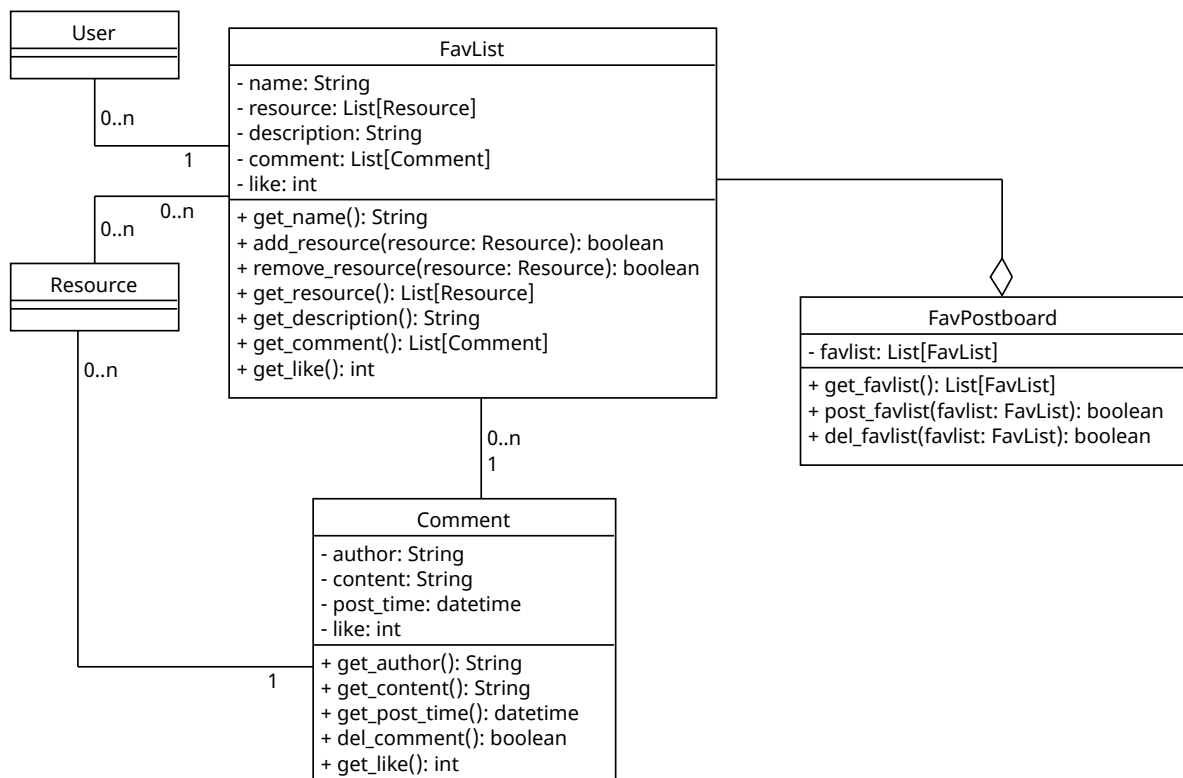 User
0..n
1
FavList
- name: String
- resource: List[Resource]
- description: String
- comment: List[Comment]
- like: int
+ get_name(): String
+ add_resource(resource: Resource): boolean
+ remove_resource(resource: Resource): boolean
+ get_resource(): List[Resource]
+ get_description(): String
+ get_comment(): List[Comment]
+ get_like(): int
0..n
0..n
Resource
0..n
1
FavPostboard
- favlist: List[FavList]
+ get_favlist(): List[FavList]
+ post_favlist(favlist: FavList): boolean
+ del_favlist(favlist: FavList): boolean
0..n
1
Comment
- author: String
- content: String
- post_time: datetime
- like: int
+ get_author(): String
+ get_content(): String
+ get_post_time(): datetime
+ del_comment(): boolean
+ get_like(): int